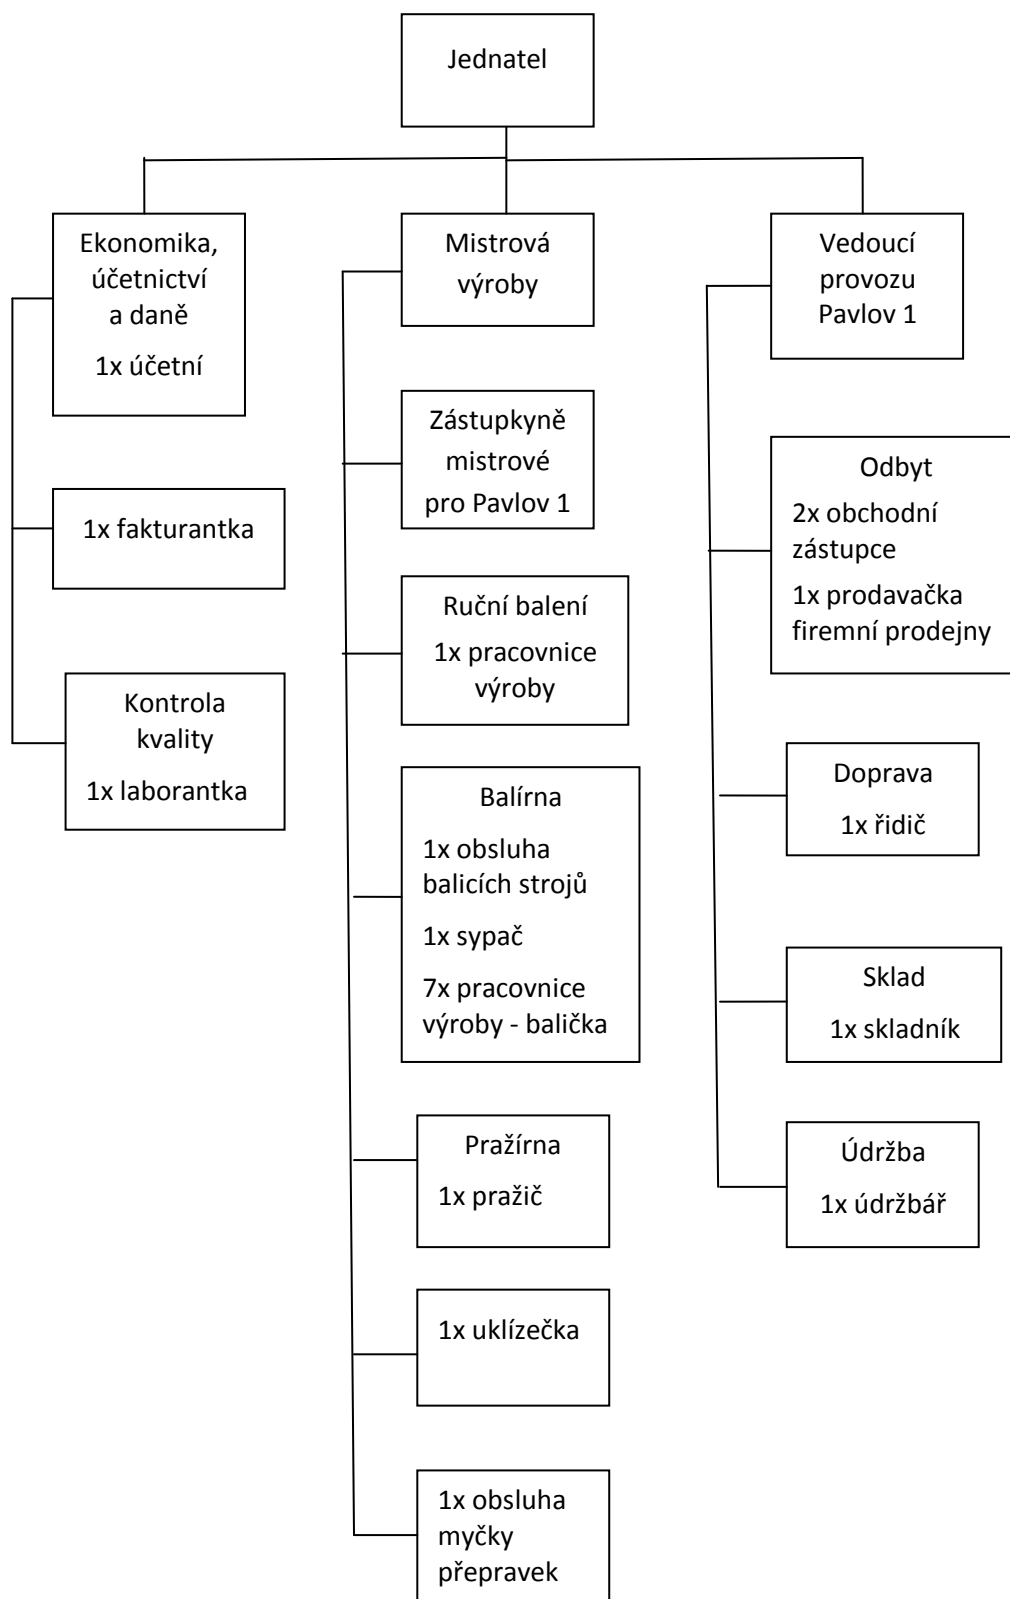 Jednatel
Ekonomika,
účetnictví
a daně
1x účetní
1x fakturantka
Kontrola
kvality
1x laborantka
Mistrová
výroby
Zástupkyně
mistrové
pro Pavlov 1
Ruční balení
1x pracovnice
výroby
Balírna
1x obsluha
balicích strojů
1x sypač
7x pracovnice
výroby - balička
Pražírna
1x pražič
1x uklízečka
1x obsluha
myčky
přepravek
Vedoucí
provozu
Pavlov 1
Odbyt
2x obchodní
zástupce
1x prodavačka
firemní prodejny
Doprava
1x řidič
Sklad
1x skladník
Údržba
1x údržbář